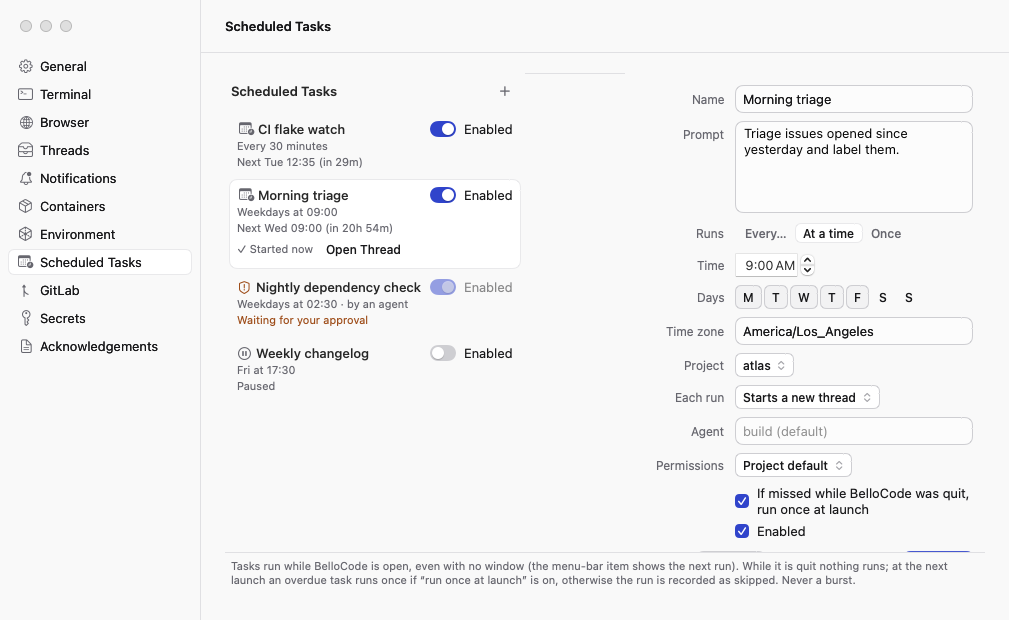 Scheduled Tasks
General
Terminal
Browser
Threads
Notifications
Containers
Environment
Scheduled Tasks
GitLab
Secrets
Acknowledgements
Scheduled Tasks
CI flake watch
Enabled
Every 30 minutes
Next Tue 12:35 (in 29m)
Morning triage
Enabled
Weekdays at 09:00
Next Wed 09:00 (in 20h 54m)
✓ Started now Open Thread
Nightly dependency check
Enabled
Weekdays at 02:30 · by an agent
Waiting for your approval
Weekly changelog
Enabled
Fri at 17:30
Paused
Name Morning triage
Prompt Triage issues opened since
yesterday and label them.
Runs Every... At a time Once
Time 9:00 AM
Days M T W T F S S
Time zone America/Los_Angeles
Project atlas
Each run Starts a new thread
Agent build (default)
Permissions Project default
If missed while BelloCode was quit,
run once at launch
Enabled
Tasks run while BelloCode is open, even with no window (the menu-bar item shows the next run). While it is quit nothing runs; at the next
launch an overdue task runs once if “run once at launch” is on, otherwise the run is recorded as skipped. Never a burst.